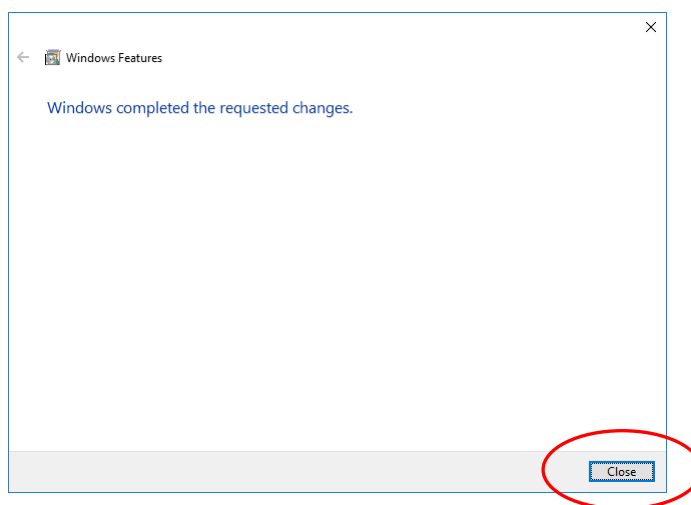 Windows Features
Windows completed the requested changes.
Close